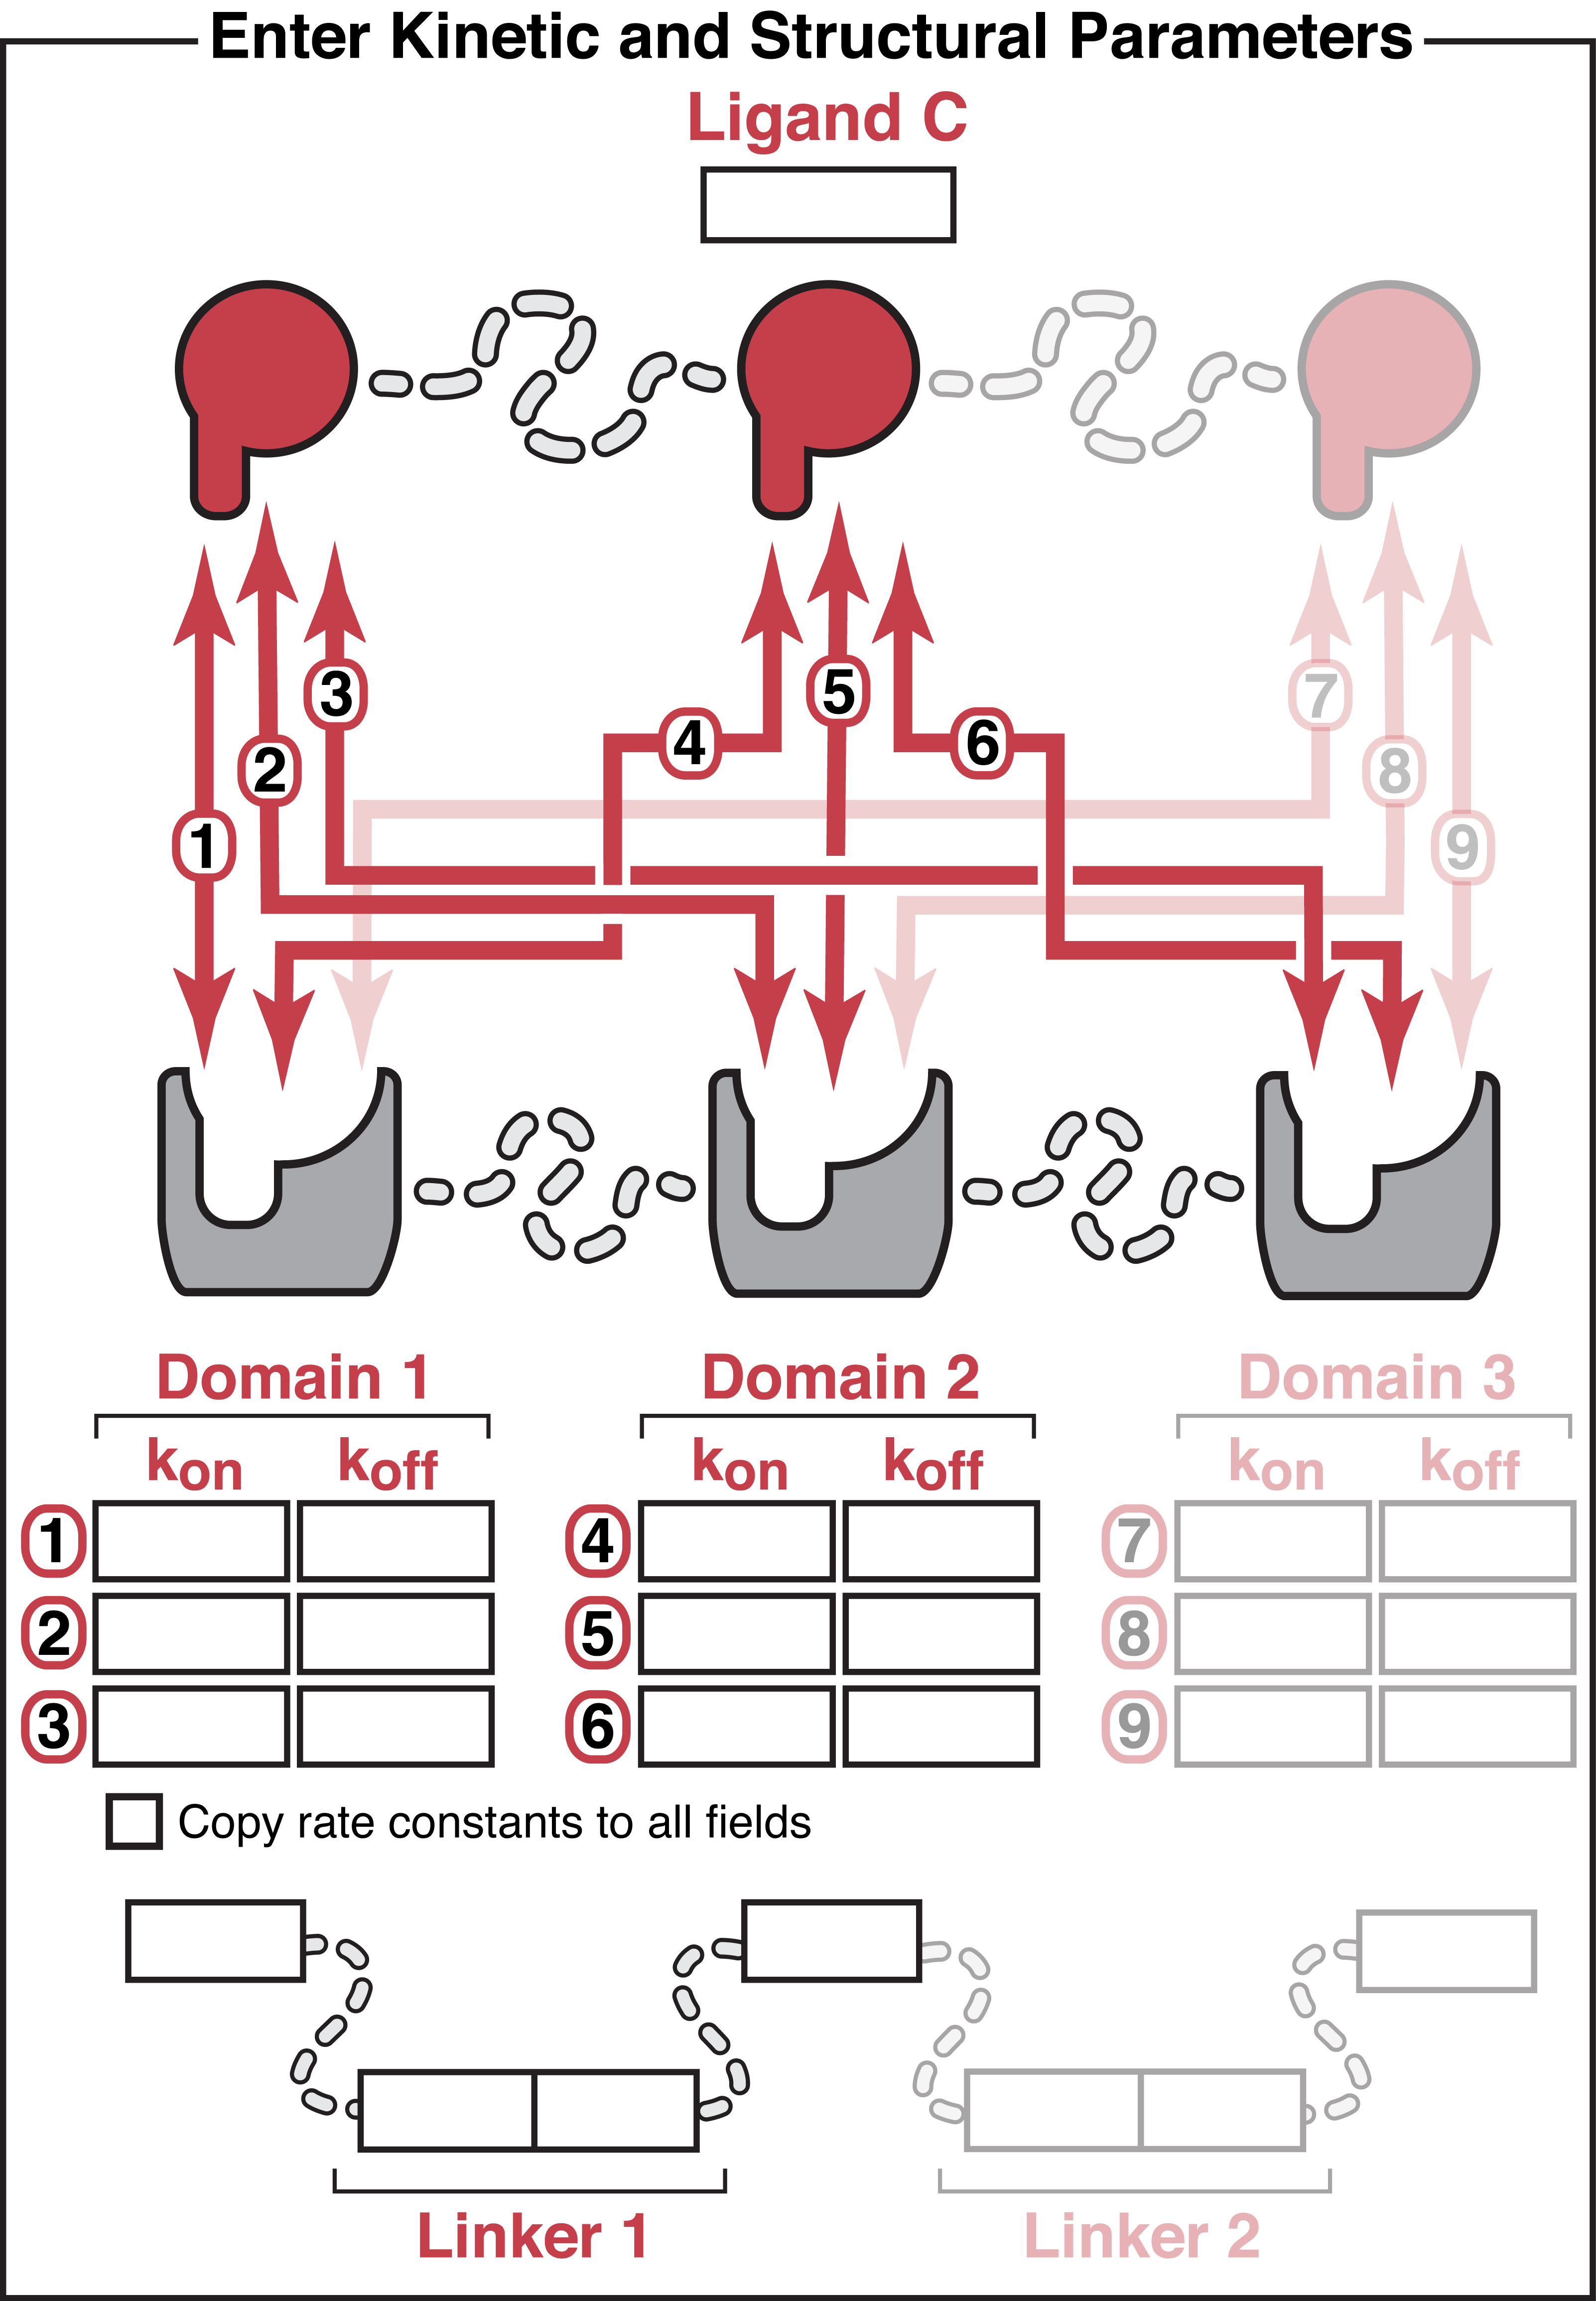 Enter Kinetic and Structural Parameters
Ligand C
3
7
5
4
6
2
8
1
9
Domain 1 Domain 2 Domain 3
kon koff kon koff kon koff
1 4 7
2 5 8
3 6 9
Copy rate constants to all fields
Linker 1 Linker 2